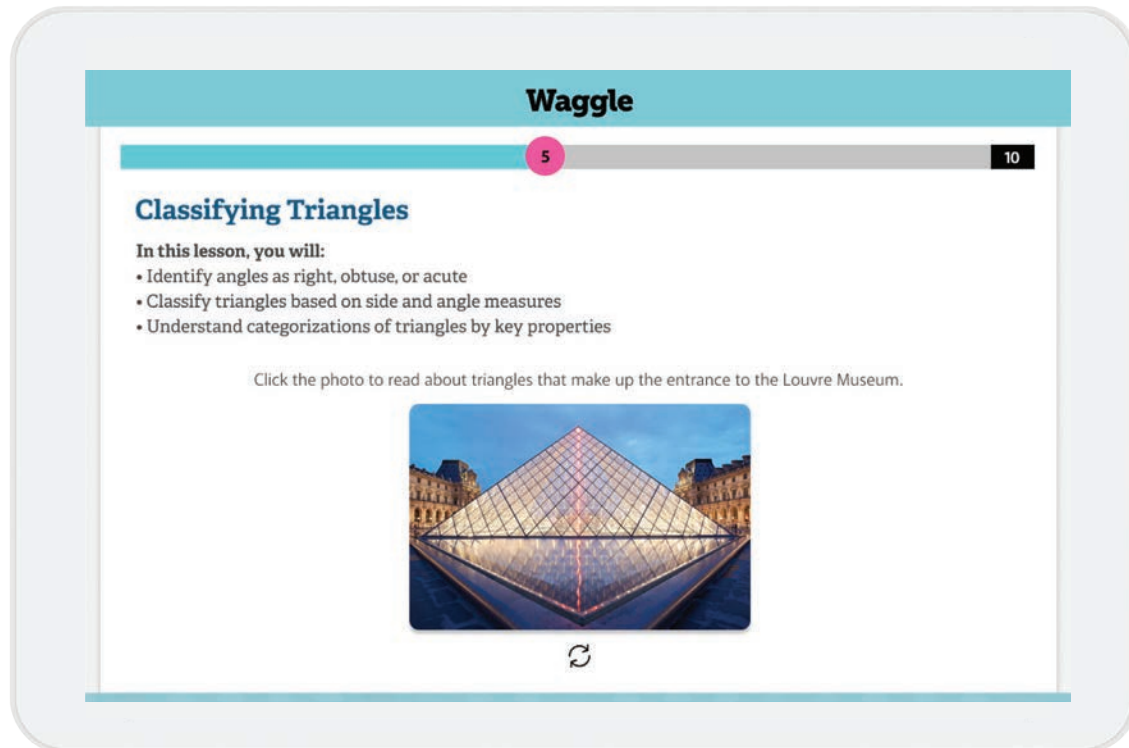 Waggle
5
10
Classifying Triangles
In this lesson, you will:
• Identify angles as right, obtuse, or acute
• Classify triangles based on side and angle measures
• Understand categorizations of triangles by key properties
Click the photo to read about triangles that make up the entrance to the Louvre Museum.